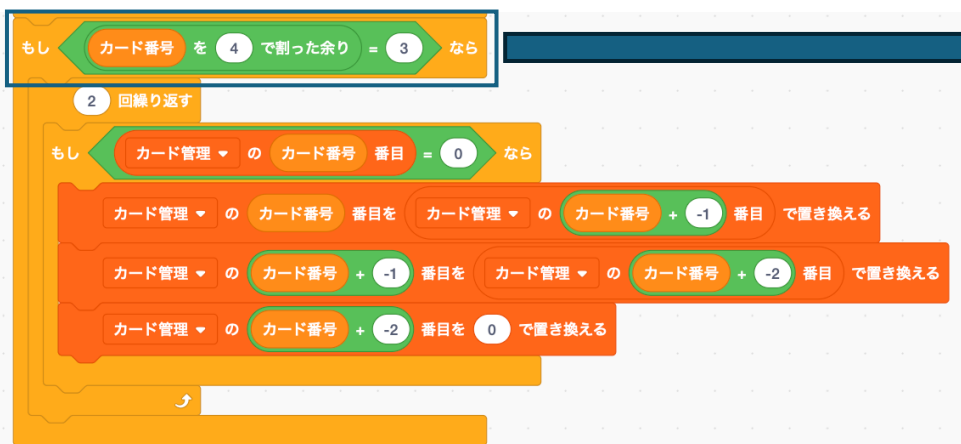 もし カード番号 を 4 で割った余り = 3 なら
2 回繰り返す
もし カード管理 の カード番号 番目 = 0 なら
カード管理 の カード番号 番目を カード管理 の カード番号 + -1 番目 で置き換える
カード管理 の カード番号 + -1 番目を カード管理 の カード番号 + -2 番目 で置き換える
カード管理 の カード番号 + -2 番目を 0 で置き換える